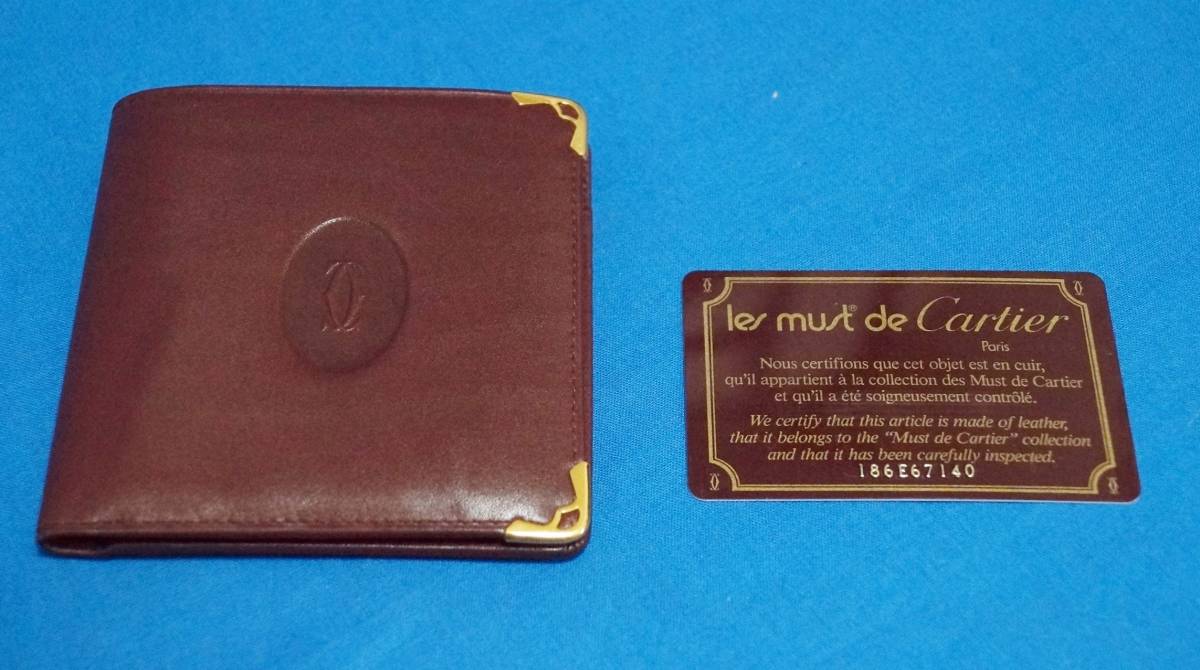 les must® de Cartier
Paris
Nous certifions que cet objet est en cuir,
qu'il appartient à la collection des Must de Cartier
et qu'il a été soigneusement contrôlé.
We certify that this article is made of leather,
that it belongs to the "Must de Cartier" collection
and that it has been carefully inspected.
186E67140